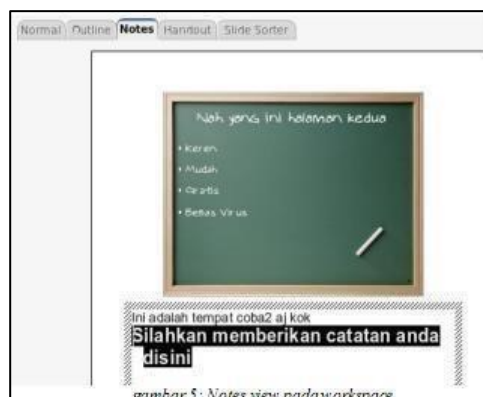 Normal Outline Notes Handout Slide Sorter
Nah yang ini halaman kedua
• Keren
• Mudah
• Gratis
• Bebas Virus
Ini adalah tempat coba2 aj kok
Silahkan memberikan catatan anda
disini
gambar 5: Notes view pada workspace